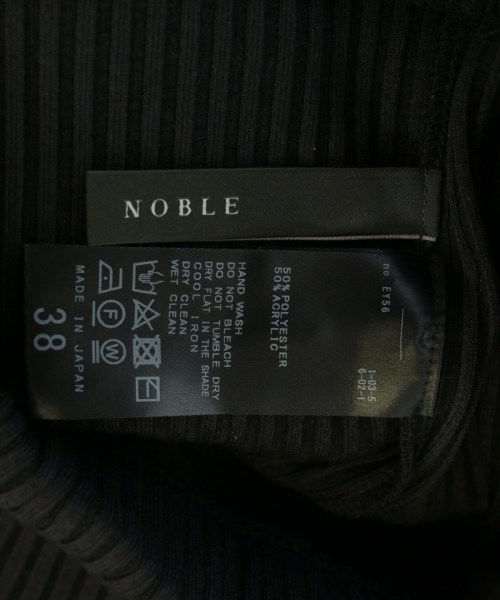 NOBLE
no EY56
1-03-5
6-02-1
50% POLYESTER
50% ACRYLIC
HAND WASH
DO NOT BLEACH
DO NOT TUMBLE DRY
DRY FLAT IN THE SHADE
COOL IRON
DRY CLEAN
WET CLEAN
F
W
MADE IN JAPAN
38